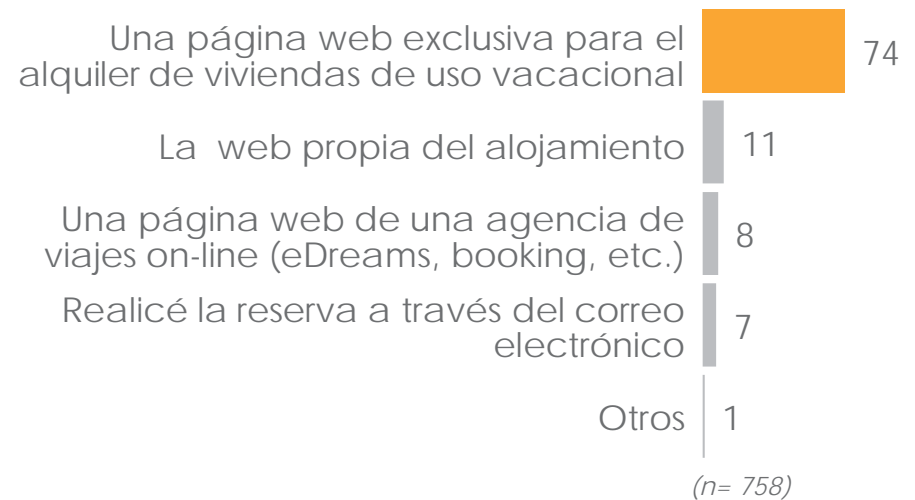 Una página web exclusiva para el
alquiler de viviendas de uso vacacional
74
La web propia del alojamiento
11
Una página web de una agencia de
viajes on-line (eDreams, booking, etc.)
8
Realicé la reserva a través del correo
electrónico
7
Otros
1
(n= 758)